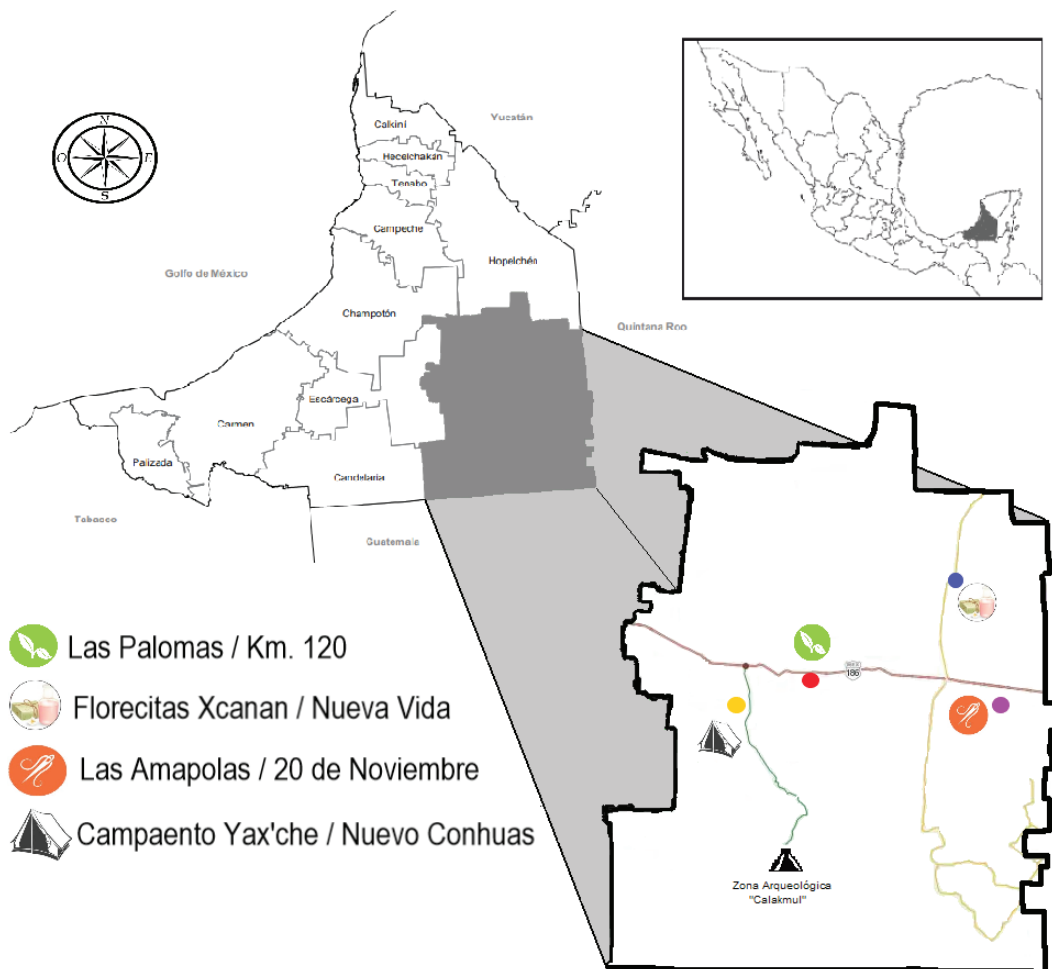 N
O
E
S
Calkiní
Yucatán
Hecelchakán
Tenabo
Campeche
Hopelchén
Golfo de México
Champotón
Quintana Roo
Escárcega
Carmen
Palizada
Candelaria
Tabasco
Guatemala
186
Las Palomas / Km. 120
Florecitas Xcanan / Nueva Vida
Las Amapolas / 20 de Noviembre
Campaento Yax'che / Nuevo Conhuas
Zona Arqueológica
"Calakmul"